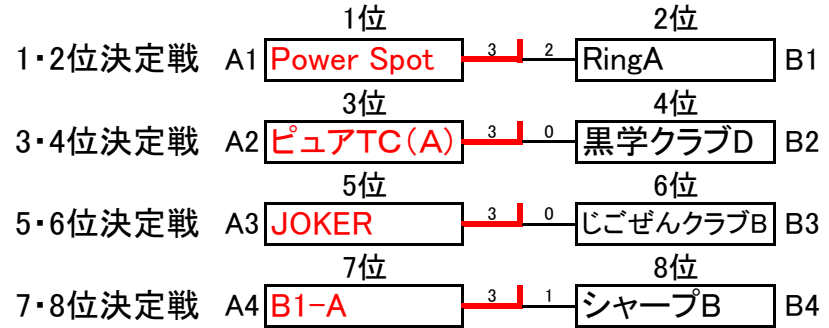 1位 2位
1・2位決定戦 A1 Power Spot 3 2 RingA B1
3位 4位
3・4位決定戦 A2 ピュアTC(A) 3 0 黒学クラブD B2
5位 6位
5・6位決定戦 A3 JOKER 3 0 じごぜんクラブB B3
7位 8位
7・8位決定戦 A4 B1-A 3 1 シャープB B4